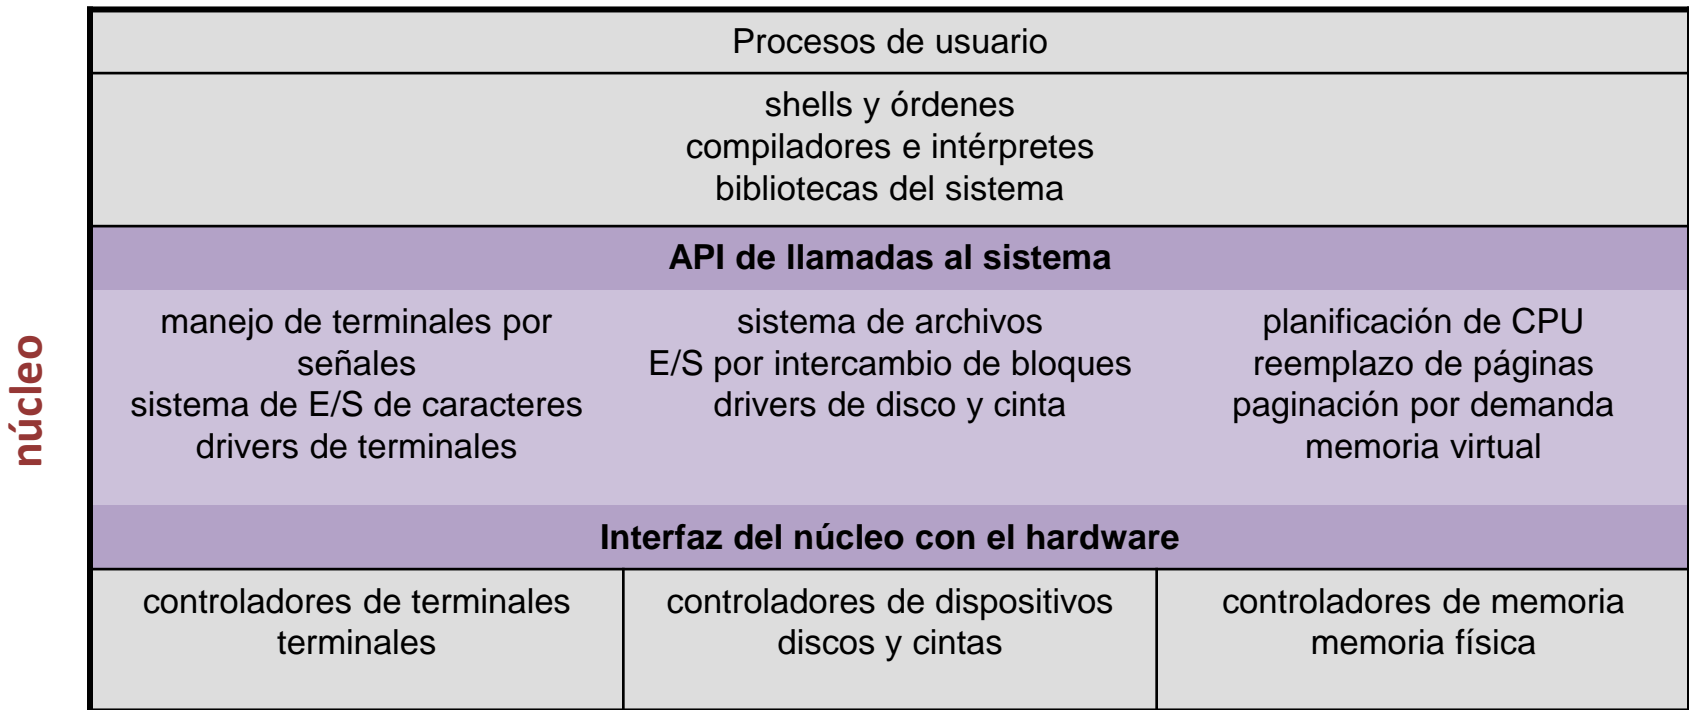 núcleo
Procesos de usuario
shells y órdenes
compiladores e intérpretes
bibliotecas del sistema
API de llamadas al sistema
manejo de terminales por
señales
sistema de E/S de caracteres
drivers de terminales
sistema de archivos
E/S por intercambio de bloques
drivers de disco y cinta
planificación de CPU
reemplazo de páginas
paginación por demanda
memoria virtual
Interfaz del núcleo con el hardware
controladores de terminales
terminales
controladores de dispositivos
discos y cintas
controladores de memoria
memoria física